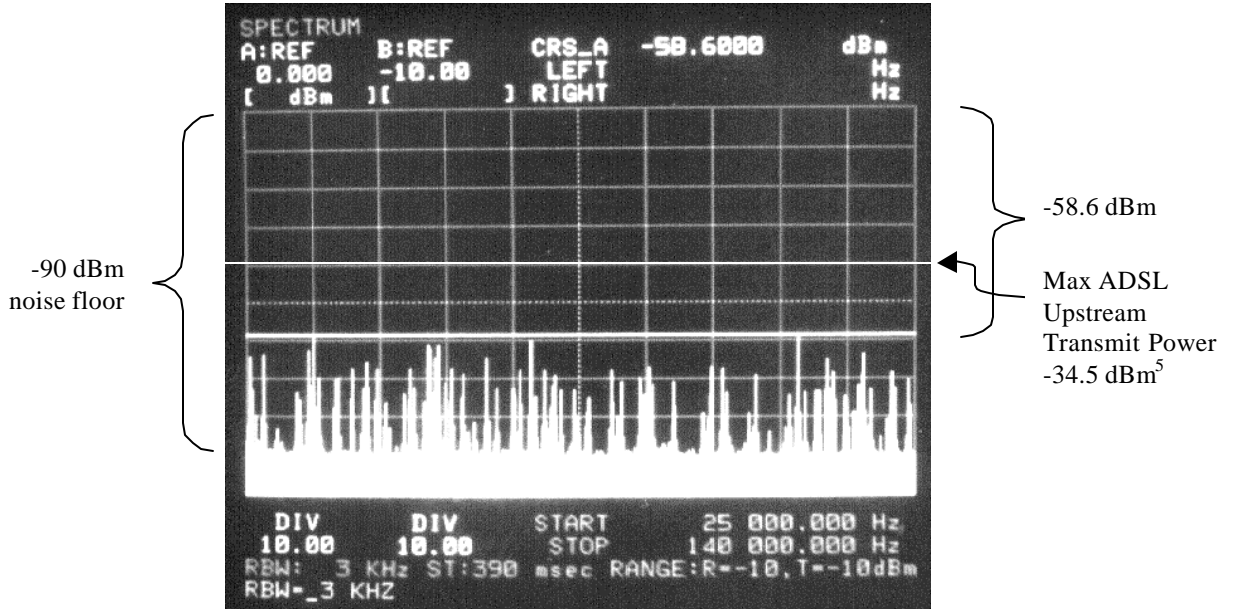 SPECTRUM
A:REF B:REF CRS_A -58.6000 dBm
0.000 -10.00 LEFT Hz
[ dBm ][ ] RIGHT Hz
-90 dBm
noise floor
-58.6 dBm
Max ADSL
Upstream
Transmit Power
-34.5 dBm5
DIV DIV START 25 000.000 Hz
10.00 10.00 STOP 140 000.000 Hz
RBW: 3 KHz ST:390 msec RANGE:R=-10,T=-10dBm
RBW=_3 KHZ